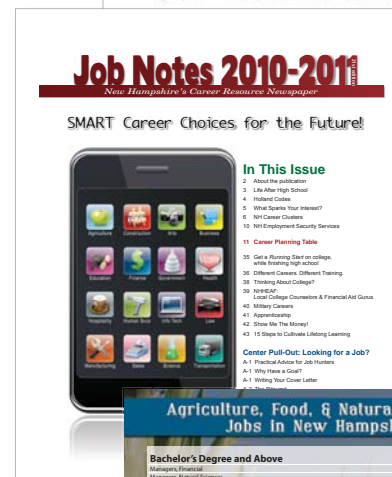 Job Notes 2010-2011
21st edition
New Hampshire's Career Resource Newspaper
SMART Career Choices for the Future!
In This Issue
2 About the publication
3 Life After High School
4 Holland Codes
5 What Sparks Your Interest?
6 NH Career Clusters
10 NH Employment Security Services
11 Career Planning Table
35 Get a Running Start on college,
while finishing high school
36 Different Careers. Different Training.
38 Thinking About College?
39 NHHEAF:
Local College Counselors & Financial Aid Gurus
40 Military Careers
41 Apprenticeship
42 Show Me The Money!
43 15 Steps to Cultivate Lifelong Learning
Center Pull-Out: Looking for a Job?
A-1 Practical Advice for Job Hunters
A-1 Why Have a Goal?
A-1 Writing Your Cover Letter
Agriculture Construction Arts Business
Education Finance Government Health
Hospitality Human Svcs Info Tech Law
Manufacturing Sales Science Transportation
Agriculture, Food, & Natura
Jobs in New Hampsh
Bachelor's Degree and Above
Managers, Financial
Managers, Natural Sciences